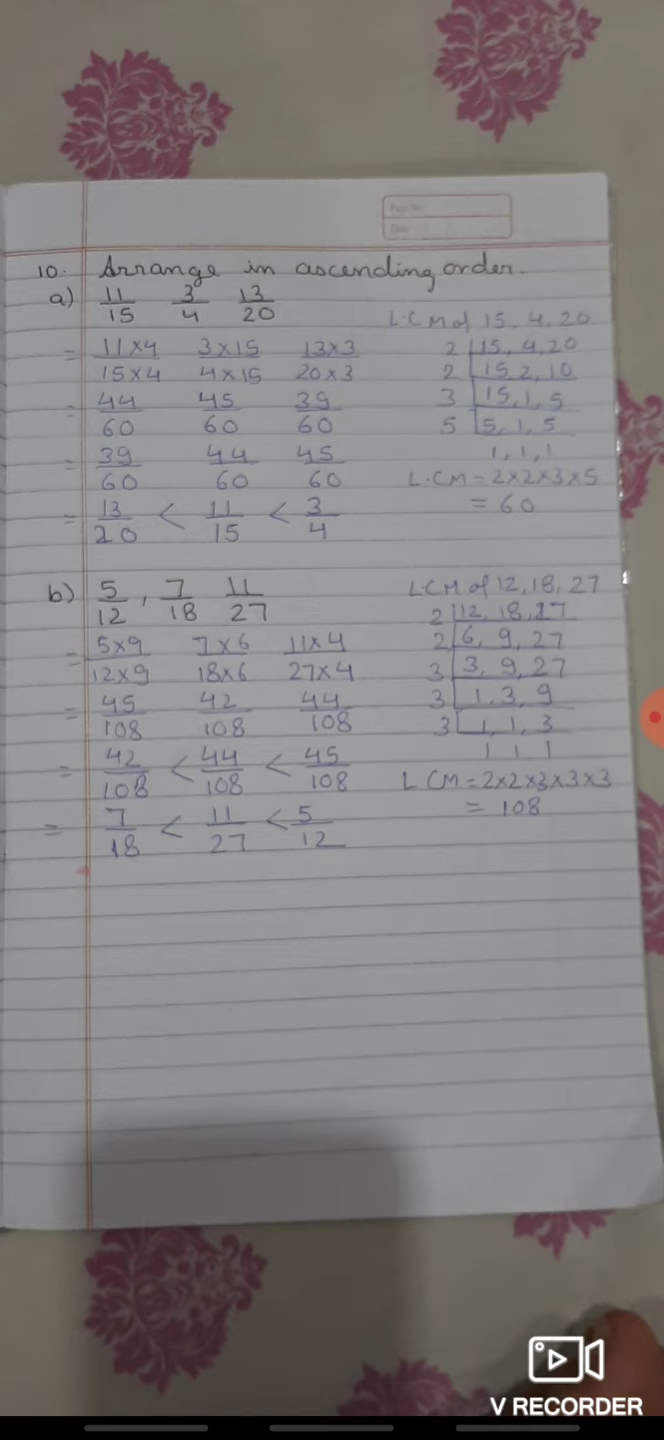 Page No.
Date
10. Arrange in ascending order.
a) 11/15 3/4 13/20
L.C.M of 15, 4, 20
= 11×4/15×4 3×15/4×15 13×3/20×3
2 | 15, 4, 20
2 | 15, 2, 10
= 44/60 45/60 39/60
3 | 15, 1, 5
5 | 5, 1, 5
1, 1, 1
= 39/60 44/60 45/60
L.CM = 2×2×3×5
= 60
= 13/20 < 11/15 < 3/4
b) 5/12, 7/18 11/27
LCM of 12, 18, 27
2 | 12, 18, 27
= 5×9/12×9 7×6/18×6 11×4/27×4
2 | 6, 9, 27
3 | 3, 9, 27
= 45/108 42/108 44/108
3 | 1, 3, 9
3 | 1, 1, 3
1 1 1
= 42/108 < 44/108 < 45/108
L CM = 2×2×3×3×3
= 108
= 7/18 < 11/27 < 5/12
V RECORDER